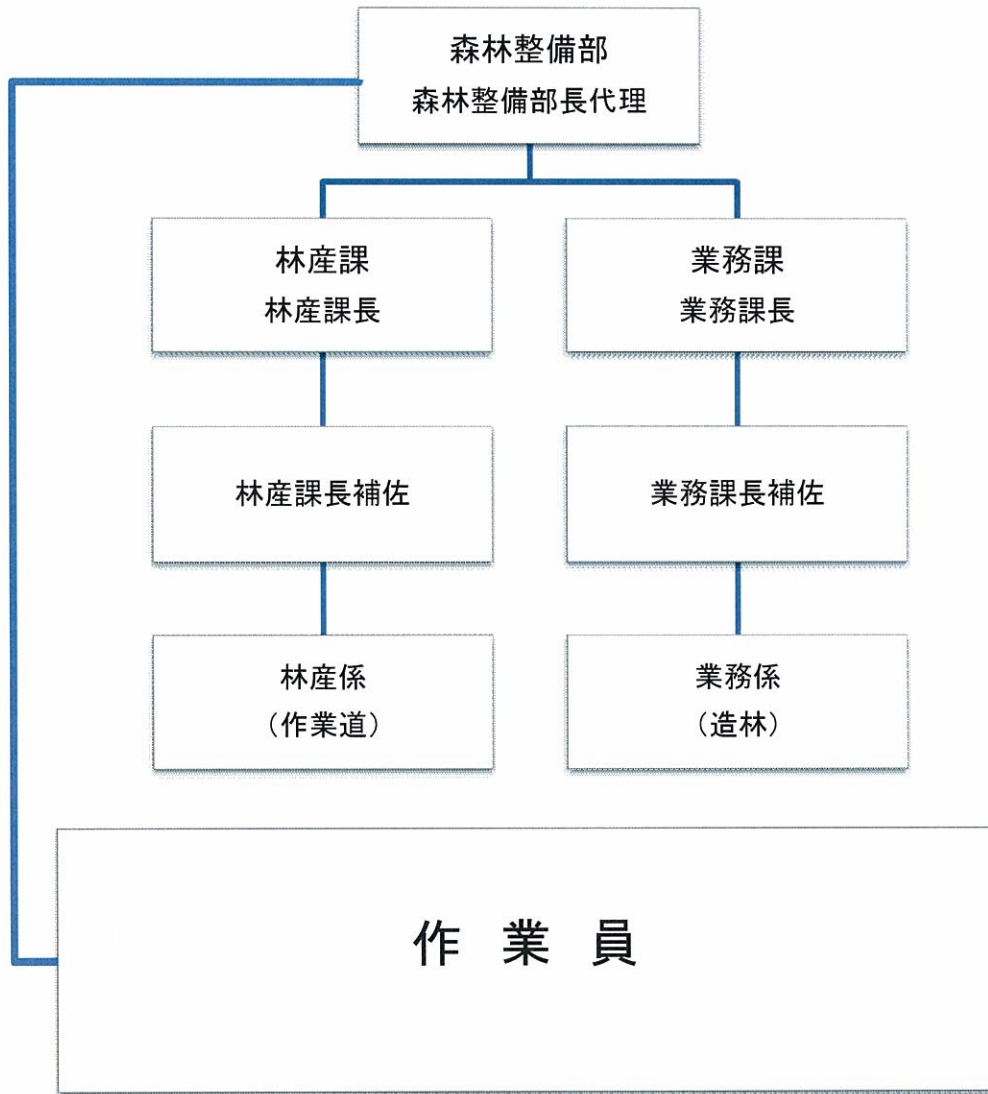 森林整備部
森林整備部長代理
林産課
林産課長
業務課
業務課長
林産課長補佐
業務課長補佐
林産係
（作業道）
業務係
（造林）
作業員